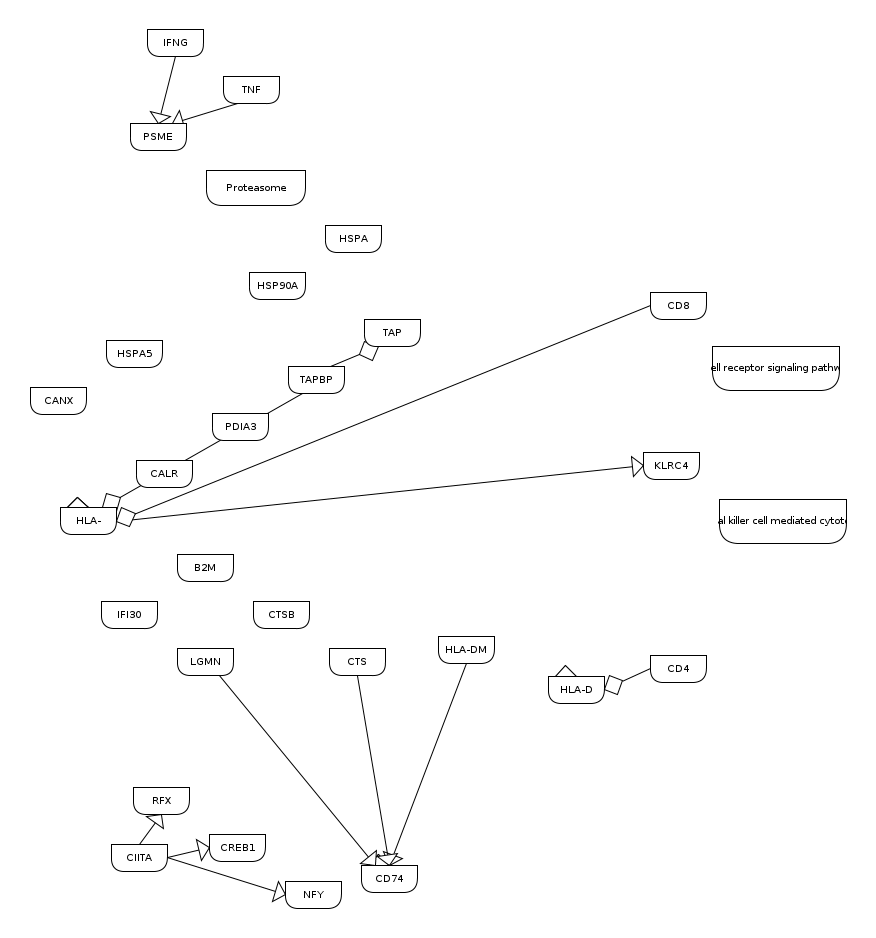 IFNG
TNF
PSME
Proteasome
HSPA
HSP90A
CD8
TAP
HSPA5
ell receptor signaling pathw
TAPBP
CANX
PDIA3
KLRC4
CALR
HLA-
al killer cell mediated cytot
B2M
IFI30
CTSB
HLA-DM
LGMN
CTS
CD4
HLA-D
RFX
CREB1
CIITA
CD74
NFY